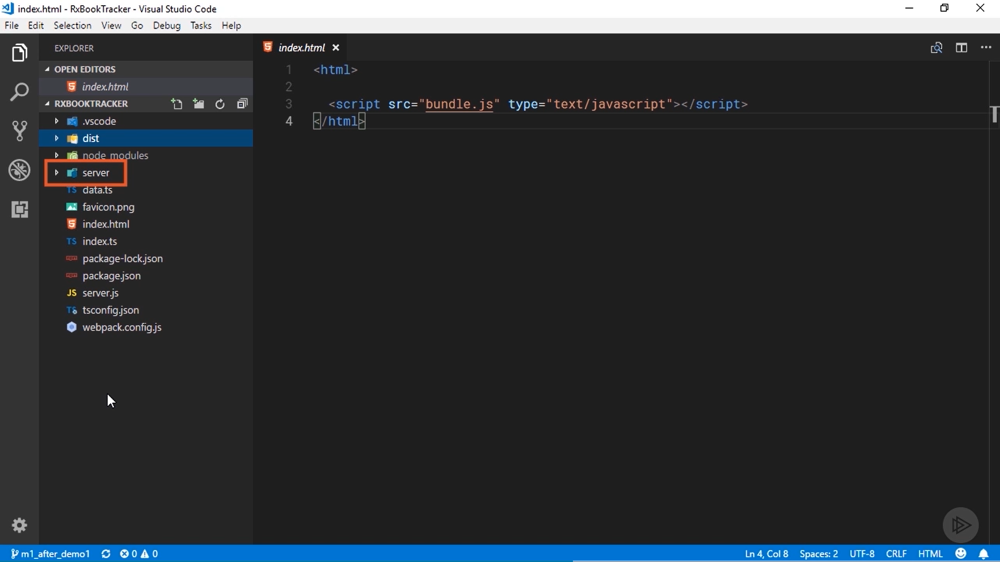 index.html - RxBookTracker - Visual Studio Code
File Edit Selection View Go Debug Tasks Help
EXPLORER
index.html
OPEN EDITORS
index.html
RXBOOKTRACKER
.vscode
dist
node_modules
server
data.ts
favicon.png
index.html
index.ts
package-lock.json
package.json
server.js
tsconfig.json
webpack.config.js
1 <html>
2
3 <script src="bundle.js" type="text/javascript"></script>
4 </html>
m1_after_demo1 0 0 Ln 4, Col 8 Spaces: 2 UTF-8 CRLF HTML